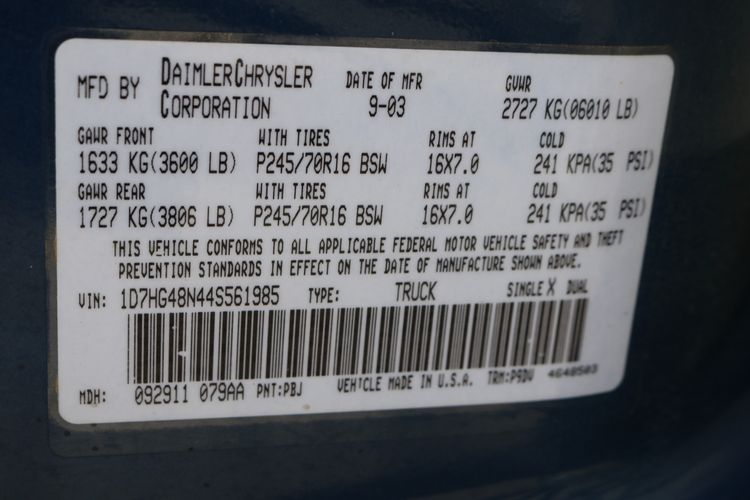 MFD BY DAIMLERCHRYSLER CORPORATION DATE OF MFR 9-03 GVWR 2727 KG(06010 LB)
GAWR FRONT WITH TIRES RIMS AT COLD
1633 KG(3600 LB) P245/70R16 BSW 16X7.0 241 KPA(35 PSI)
GAWR REAR WITH TIRES RIMS AT COLD
1727 KG(3806 LB) P245/70R16 BSW 16X7.0 241 KPA(35 PSI)
THIS VEHICLE CONFORMS TO ALL APPLICABLE FEDERAL MOTOR VEHICLE SAFETY AND THEFT
PREVENTION STANDARDS IN EFFECT ON THE DATE OF MANUFACTURE SHOWN ABOVE.
VIN: 1D7HG48N44S561985 TYPE: TRUCK SINGLE X DUAL
MDH: 092911 079AA PNT:PBJ VEHICLE MADE IN U.S.A. TRM:P9DV 4648503